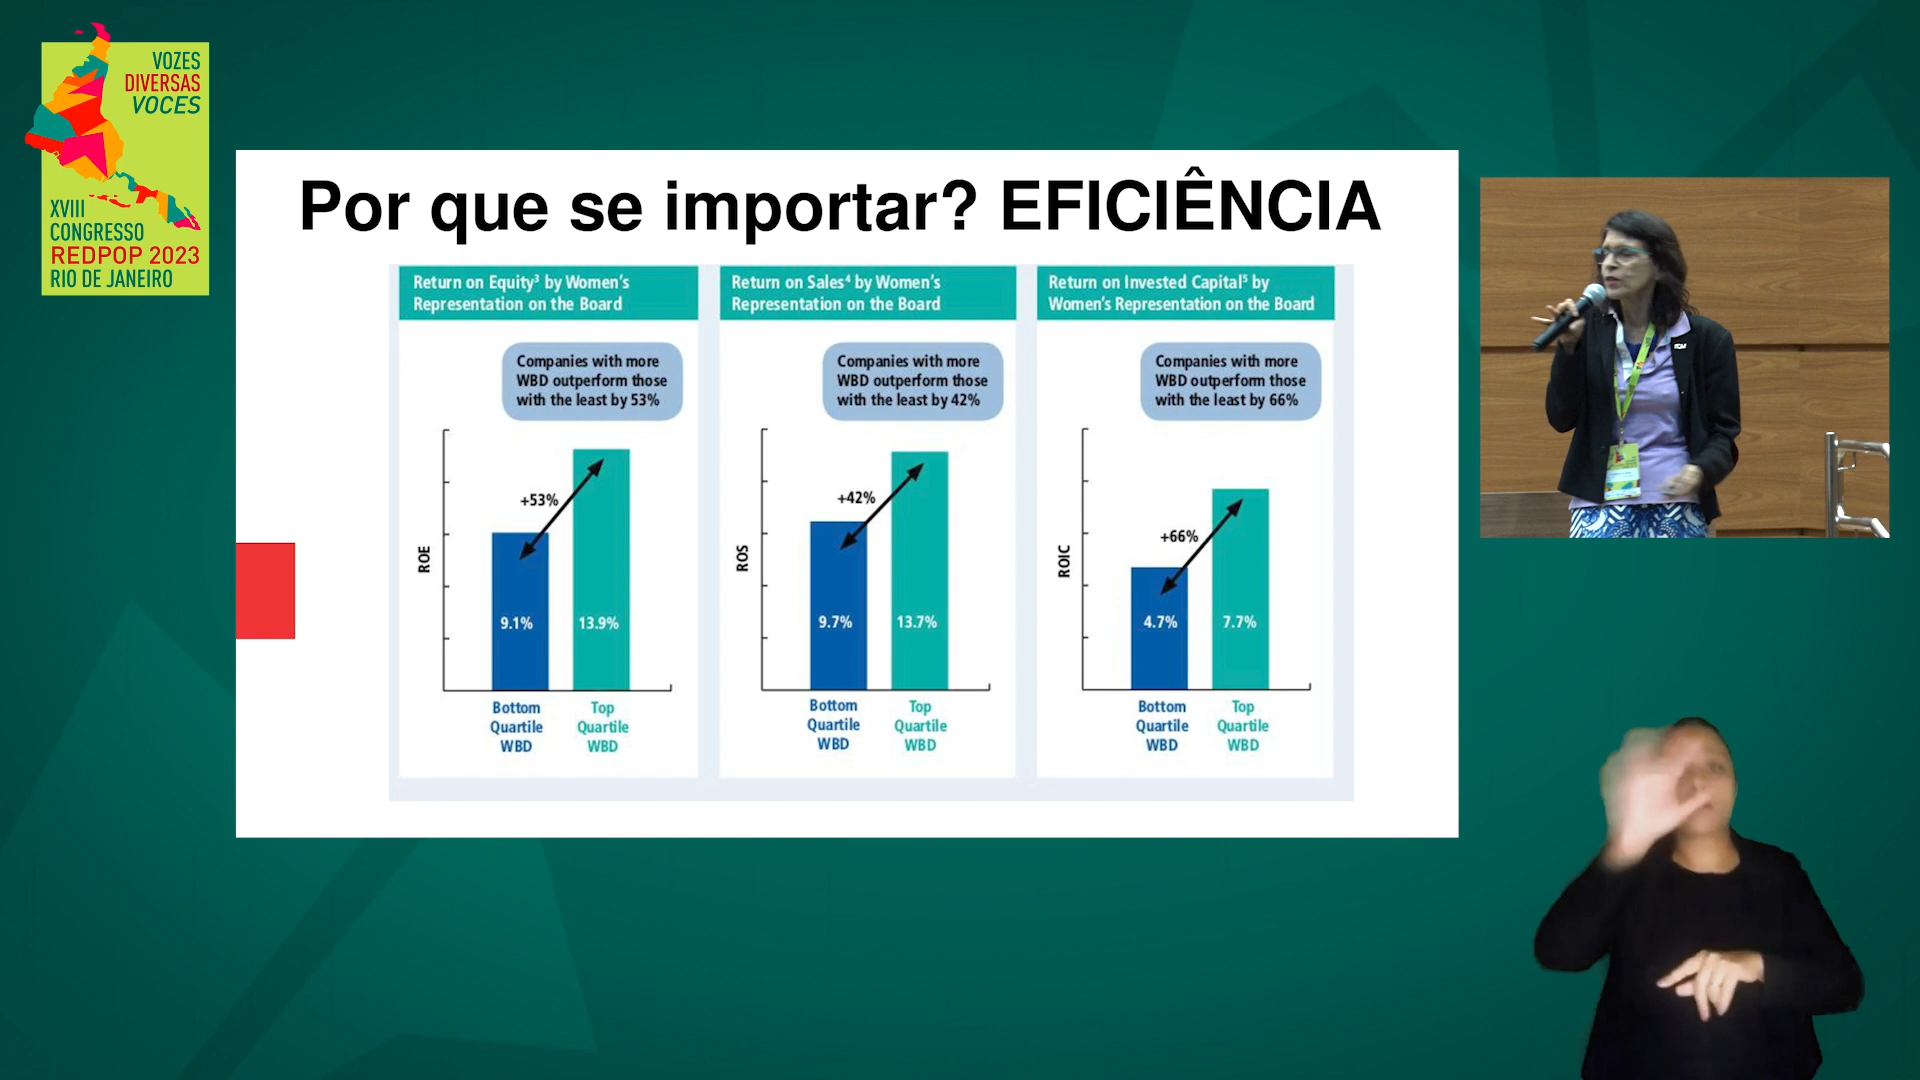 VOZES
DIVERSAS
VOCES
XVIII
CONGRESSO
REDPOP 2023
RIO DE JANEIRO
Por que se importar? EFICIÊNCIA
Return on Equity³ by Women's
Representation on the Board
Companies with more
WBD outperform those
with the least by 53%
+53%
ROE
9.1%
13.9%
Bottom
Quartile
WBD
Top
Quartile
WBD
Return on Sales⁴ by Women's
Representation on the Board
Companies with more
WBD outperform those
with the least by 42%
+42%
ROS
9.7%
13.7%
Bottom
Quartile
WBD
Top
Quartile
WBD
Return on Invested Capital⁵ by
Women's Representation on the Board
Companies with more
WBD outperform those
with the least by 66%
+66%
ROIC
4.7%
7.7%
Bottom
Quartile
WBD
Top
Quartile
WBD